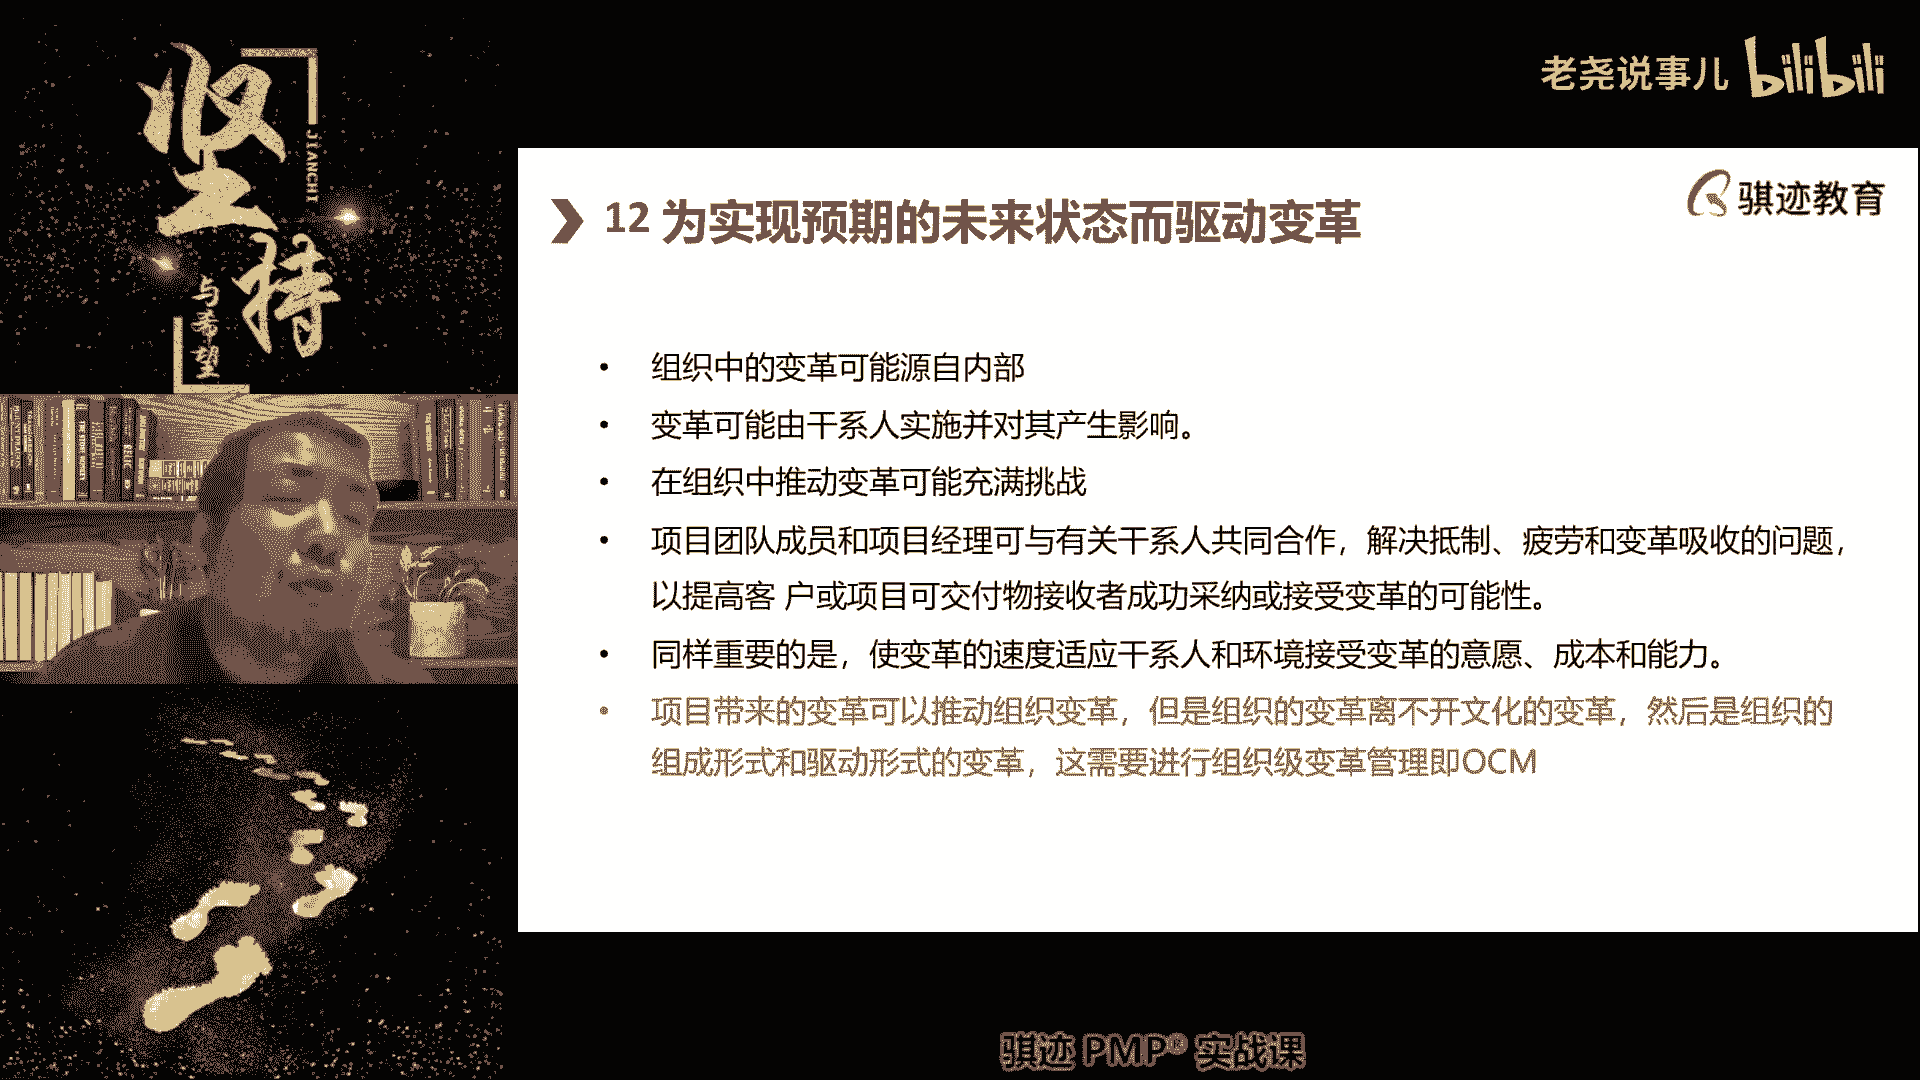 坚持
JIANCHI
与希望
老尧说事儿 bilibili
骐迹教育
12 为实现预期的未来状态而驱动变革
• 组织中的变革可能源自内部
• 变革可能由干系人实施并对其产生影响。
• 在组织中推动变革可能充满挑战
• 项目团队成员和项目经理可与有关干系人共同合作，解决抵制、疲劳和变革吸收的问题，
以提高客 户或项目可交付物接收者成功采纳或接受变革的可能性。
• 同样重要的是，使变革的速度适应干系人和环境接受变革的意愿、成本和能力。
• 项目带来的变革可以推动组织变革，但是组织的变革离不开文化的变革，然后是组织的
组成形式和驱动形式的变革，这需要进行组织级变革管理即OCM
骐迹 PMP® 实战课